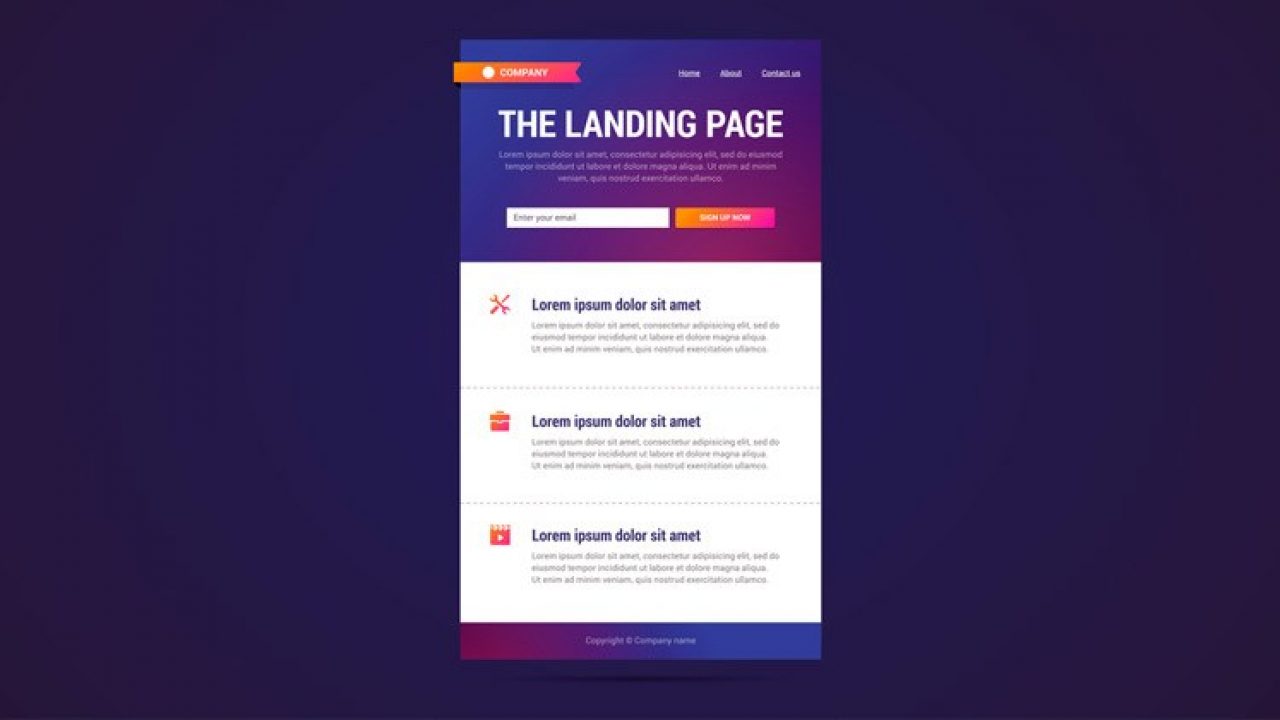 COMPANY
Home About Contact us
THE LANDING PAGE
Lorem ipsum dolor sit amet, consectetur adipisicing elit, sed do eiusmod
tempor incididunt ut labore et dolore magna aliqua. Ut enim ad minim
veniam, quis nostrud exercitation ullamco.
Enter your email
SIGN UP NOW
Lorem ipsum dolor sit amet
Lorem ipsum dolor sit amet, consectetur adipisicing elit, sed do
eiusmod tempor incididunt ut labore et dolore magna aliqua.
Ut enim ad minim veniam, quis nostrud exercitation ullamco.
Lorem ipsum dolor sit amet
Lorem ipsum dolor sit amet, consectetur adipisicing elit, sed do
eiusmod tempor incididunt ut labore et dolore magna aliqua.
Ut enim ad minim veniam, quis nostrud exercitation ullamco.
Lorem ipsum dolor sit amet
Lorem ipsum dolor sit amet, consectetur adipisicing elit, sed do
eiusmod tempor incididunt ut labore et dolore magna aliqua.
Ut enim ad minim veniam, quis nostrud exercitation ullamco.
Copyright © Company name